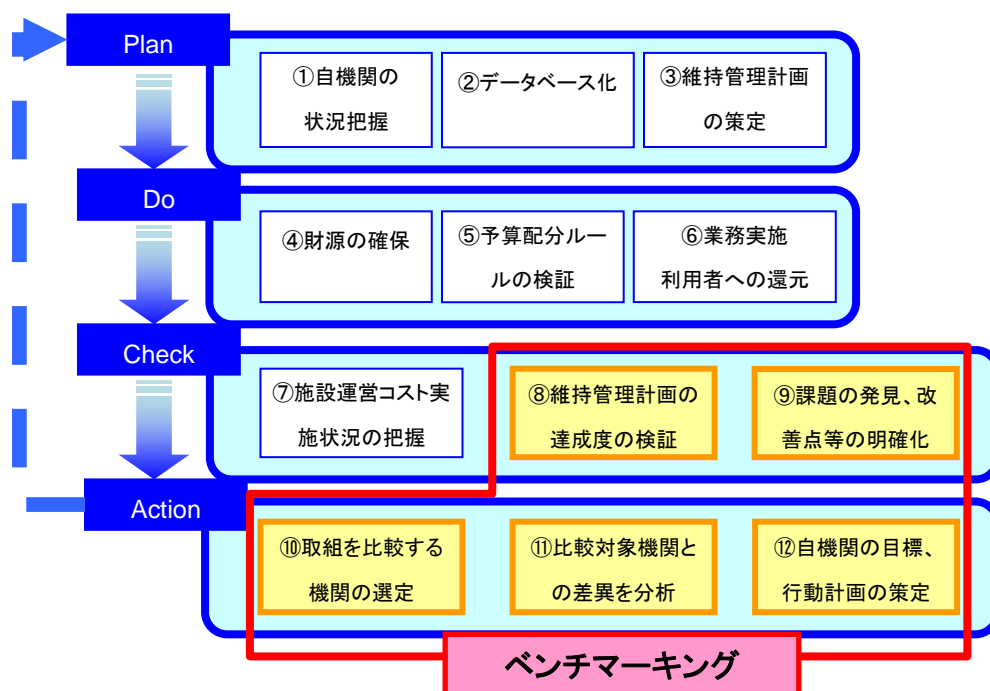 Plan
①自機関の
状況把握
②データベース化
③維持管理計画
の策定
Do
④財源の確保
⑤予算配分ルー
ルの検証
⑥業務実施
利用者への還元
Check
⑦施設運営コスト実
施状況の把握
⑧維持管理計画の
達成度の検証
⑨課題の発見、改
善点等の明確化
Action
⑩取組を比較する
機関の選定
⑪比較対象機関と
の差異を分析
⑫自機関の目標、
行動計画の策定
ベンチマーキング